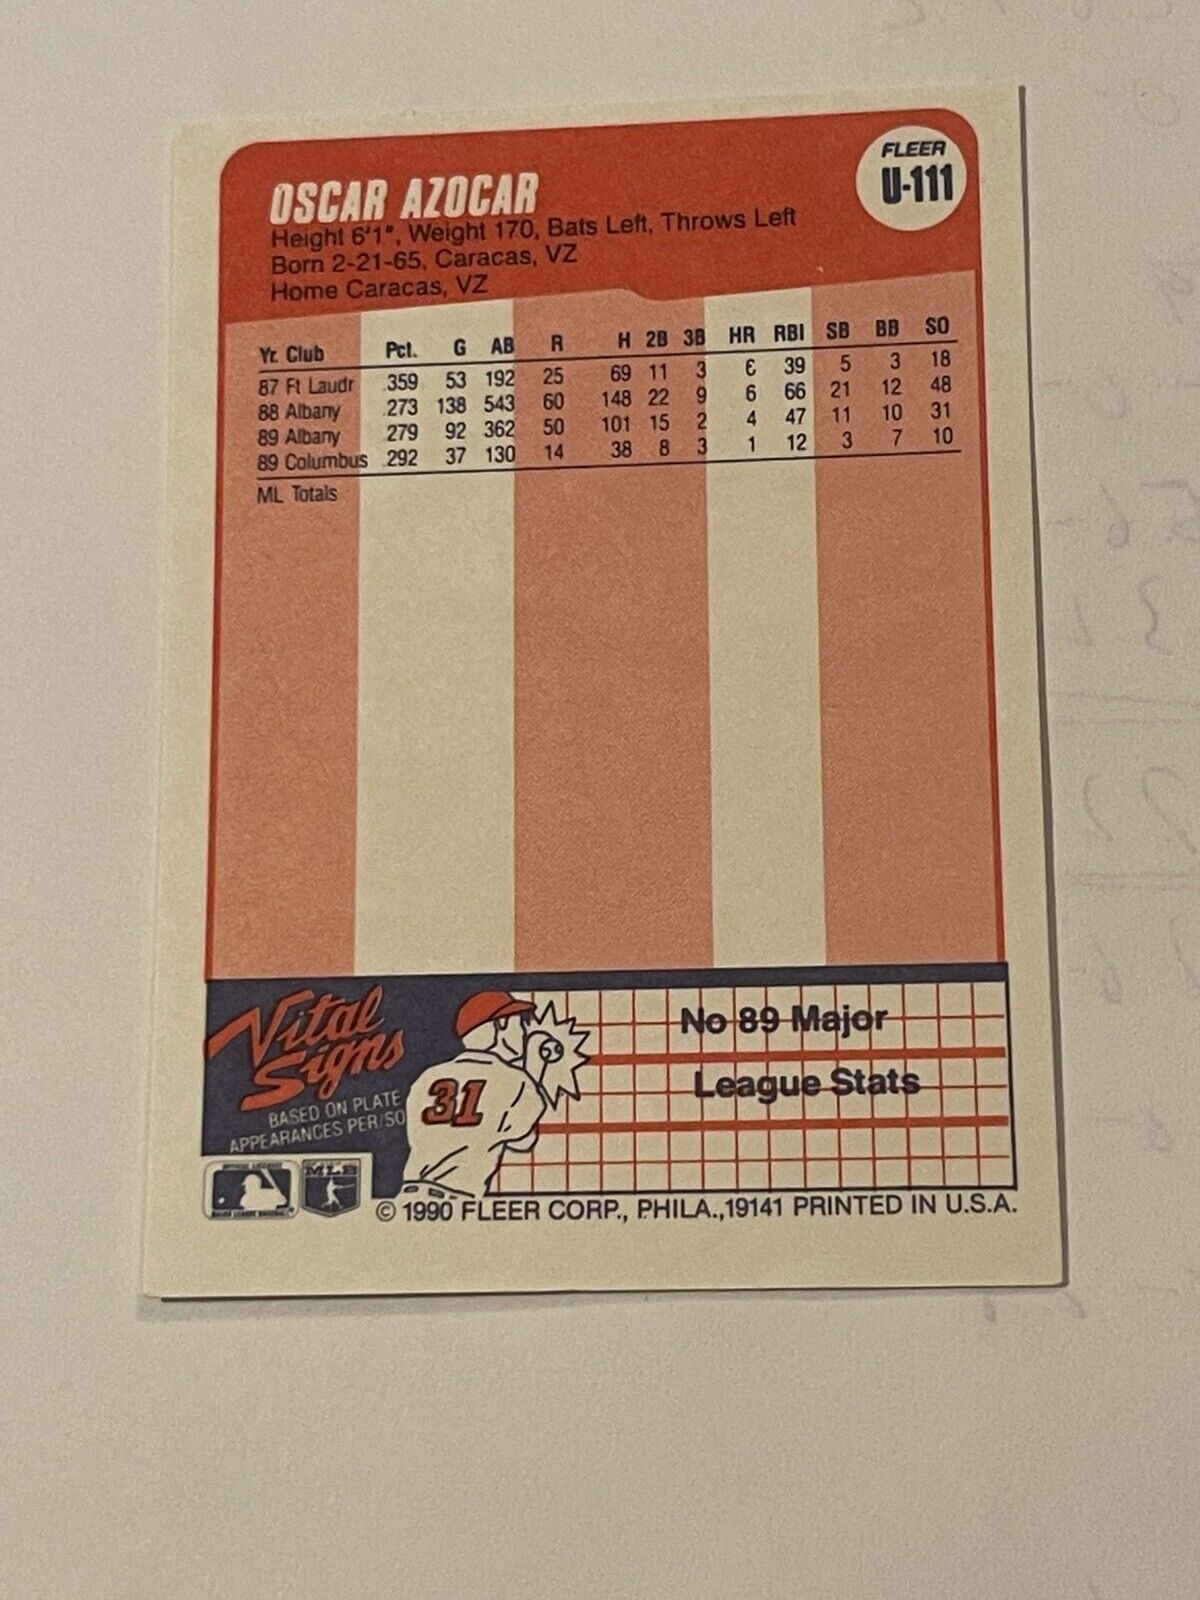 FLEER
U-111
OSCAR AZOCAR
Height 6'1", Weight 170, Bats Left, Throws Left
Born 2-21-65, Caracas, VZ
Home Caracas, VZ
Yr. Club Pct. G AB R H 2B 3B HR RBI SB BB SO
87 Ft Laudr .359 53 192 25 69 11 3 39 5 3 18
88 Albany .273 138 543 60 148 22 9 6 66 21 12 48
89 Albany .279 92 362 50 101 15 2 4 47 11 10 31
89 Columbus .292 37 130 14 38 8 3 1 12 3 7 10
ML Totals
Vital
Signs
BASED ON PLATE
APPEARANCES PER/SO
31
No 89 Major
League Stats
MLB
© 1990 FLEER CORP., PHILA.,19141 PRINTED IN U.S.A.